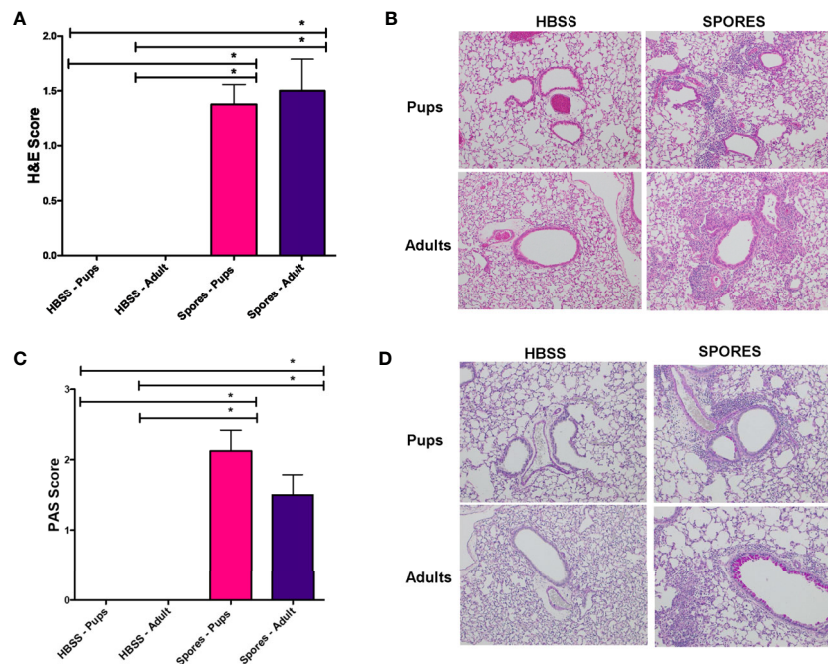 A
*
*
*
*
2.0
1.5
1.0
0.5
0.0
H&E Score
HBSS - Pups
HBSS - Adult
Spores - Pups
Spores - Adult
B
HBSS
SPORES
Pups
Adults
C
*
*
*
*
3
2
1
0
PAS Score
HBSS - Pups
HBSS - Adult
Spores - Pups
Spores - Adult
D
HBSS
SPORES
Pups
Adults